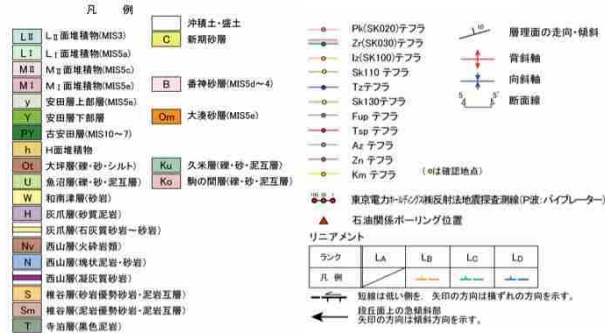 凡　例
LⅡ LⅡ面堆積物(MIS3)
LⅠ LⅠ面堆積物(MIS5a)
MⅡ MⅡ面堆積物(MIS5c)
MⅠ MⅠ面堆積物(MIS5e)
y 安田層上部層(MIS5e)
Y 安田層下部層
PY 古安田層(MIS10～7)
h H面堆積物
Ot 大坪層(礫・砂・シルト)
U 魚沼層(礫・砂・泥互層)
W 和南津層(砂岩)
H 灰爪層(砂質泥岩)
灰爪層(石灰質砂岩～砂岩)
Nv 西山層(火砕岩類)
N 西山層(塊状泥岩・砂岩)
西山層(凝灰質砂岩)
S 椎谷層(砂岩優勢砂岩・泥岩互層)
Sm 椎谷層(泥岩優勢砂岩・泥岩互層)
T 寺泊層(黒色泥岩)
沖積土・盛土
C 新期砂層
B 番神砂層(MIS5d～4)
Om 大湊砂層(MIS5e)
Ku 久米層(礫・砂・泥互層)
Ko 駒の間層(礫・砂・泥互層)
Pk(SK020)テフラ
Zr(SK030)テフラ
Iz(SK100)テフラ
Sk110 テフラ
Tzテフラ
Sk130テフラ
Fup テフラ
Tsp テフラ
Az テフラ
Zn テフラ
Km テフラ
(○は確認地点)
10 層理面の走向・傾斜
背斜軸
向斜軸
S S' 断面線
東京電力ホールディングス㈱反射法地震探査測線(P波:バイブレーター)
石油関係ボーリング位置
リニアメント
ランク LA LB LC LD
凡 例
短線は低い側を、矢印の方向は横ずれの方向を示す。
段丘面上の急傾斜部
矢印の方向は傾斜方向を示す。